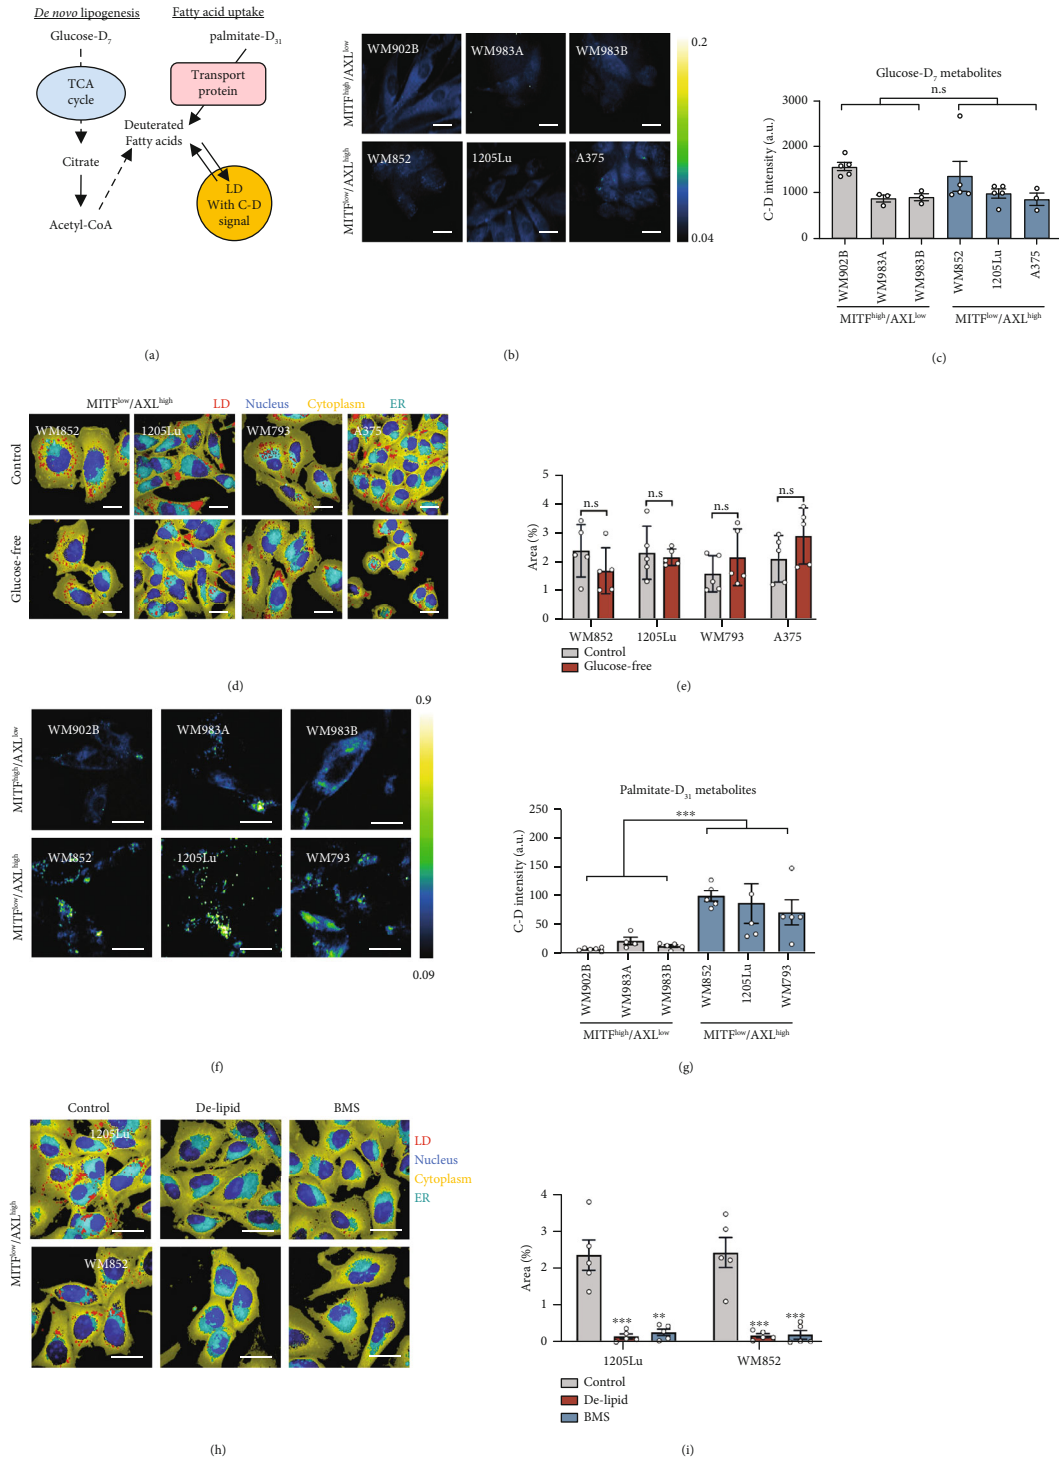 De novo lipogenesis
Fatty acid uptake
Glucose-D7
palmitate-D31
TCA
cycle
Transport
protein
Deuterated
Fatty acids
Citrate
Acetyl-CoA
LD
With C-D
signal
(a)
MITFhigh/AXLlow
WM902B
WM983A
WM983B
MITFlow/AXLhigh
WM852
1205Lu
A375
0.2
0.04
(b)
Glucose-D7 metabolites
n.s
C-D intensity (a.u.)
3000
2000
1000
0
WM902B
WM983A
WM983B
WM852
1205Lu
A375
MITFhigh/AXLlow
MITFlow/AXLhigh
(c)
MITFlow/AXLhigh LD Nucleus Cytoplasm ER
Control
WM852
1205Lu
WM793
A375
Glucose-free
(d)
Area (%)
5
4
3
2
1
0
n.s
n.s
n.s
n.s
WM852
1205Lu
WM793
A375
Control
Glucose-free
(e)
MITFhigh/AXLlow
WM902B
WM983A
WM983B
MITFlow/AXLhigh
WM852
1205Lu
WM793
0.9
0.09
(f)
Palmitate-D31 metabolites
***
C-D intensity (a.u.)
250
200
150
100
50
0
WM902B
WM983A
WM983B
WM852
1205Lu
WM793
MITFhigh/AXLlow
MITFlow/AXLhigh
(g)
Control
De-lipid
BMS
MITFlow/AXLhigh
1205Lu
WM852
LD
Nucleus
Cytoplasm
ER
(h)
Area (%)
4
3
2
1
0
***
**
***
***
1205Lu
WM852
Control
De-lipid
BMS
(i)